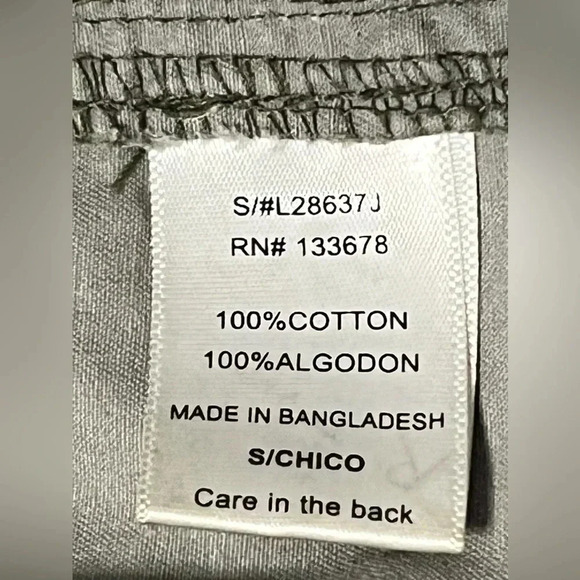 S/#L28637J
RN# 133678
100%COTTON
100%ALGODON
MADE IN BANGLADESH
S/CHICO
Care in the back